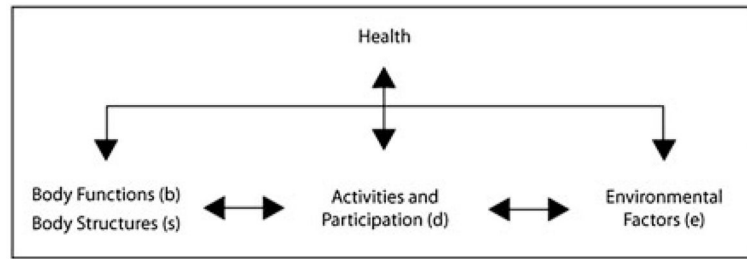 Health
Body Functions (b)
Body Structures (s)
Activities and
Participation (d)
Environmental
Factors (e)